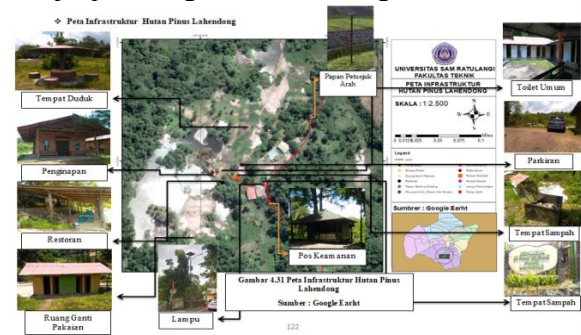 ❖ Peta Infrastruktur Hutan Pinus Lahendong
Tempat Duduk
Penginapan
Restoran
Ruang Ganti
Pakaian
Lampu
Papan Petunjuk
Arah
Pos Keamanan
UNIVERSITAS SAM RATULANGI
FAKULTAS TEKNIK
PETA INFRASTRUKTUR
HUTAN PINUS LAHENDONG
SKALA : 1:2.500
Sumbrer : Google Earht
Toilet Umum
Parkiran
Tempat Sampah
Tempat Sampah
Gambar 4.31 Peta Infrastruktur Hutan Pinus
Lahendong
Sumber : Google Earht
122